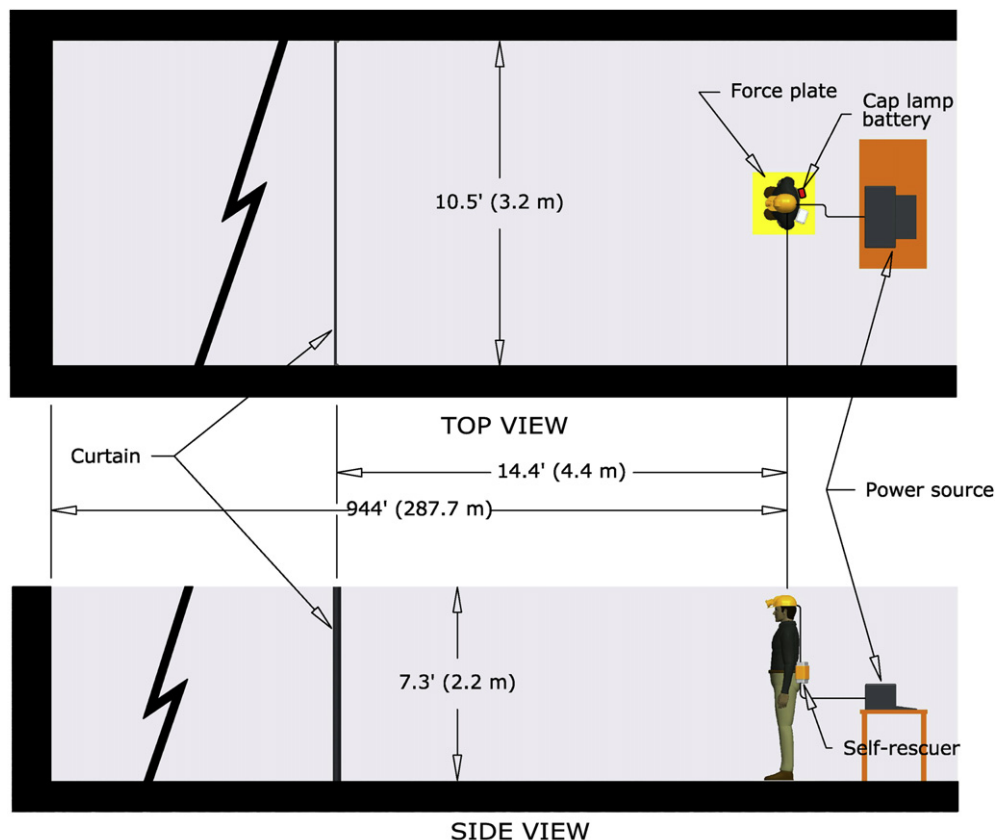 Force plate
Cap lamp
battery
10.5' (3.2 m)
TOP VIEW
Curtain
14.4' (4.4 m)
Power source
944' (287.7 m)
7.3' (2.2 m)
Self-rescuer
SIDE VIEW